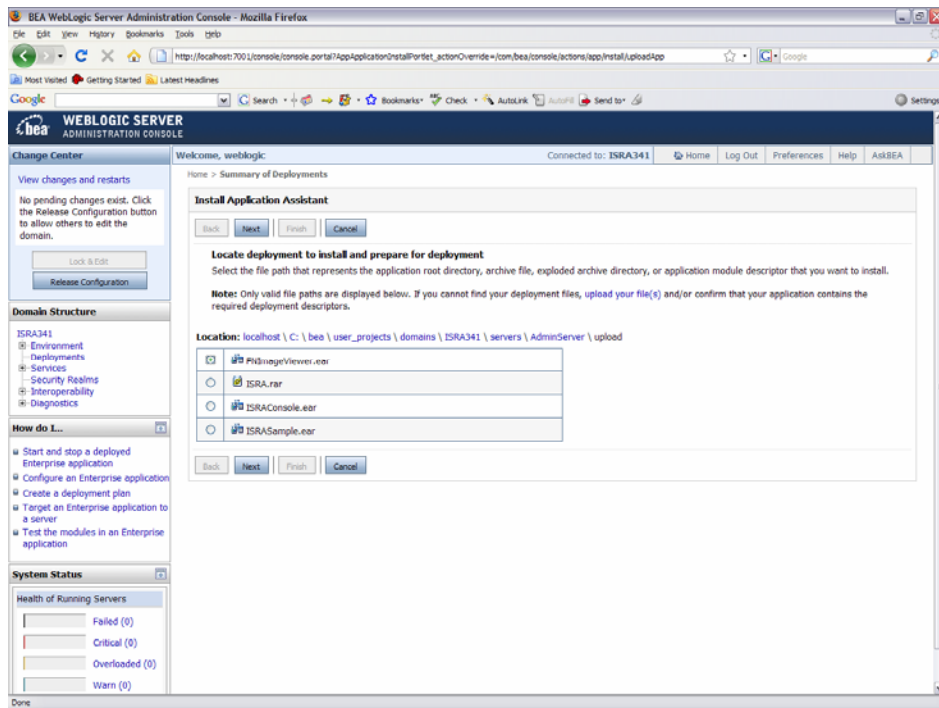 BEA WebLogic Server Administration Console - Mozilla Firefox
File Edit View History Bookmarks Tools Help
http://localhost:7001/console/console.portal?AppApplicationInstallPortlet_actionOverride=/com/bea/console/actions/app/install/uploadApp
Google
Most Visited Getting Started Latest Headlines
Google Search Bookmarks Check AutoLink AutoFill Send to Settings
bea WEBLOGIC SERVER
ADMINISTRATION CONSOLE
Change Center
View changes and restarts
No pending changes exist. Click
the Release Configuration button
to allow others to edit the
domain.
Lock & Edit
Release Configuration
Domain Structure
ISRA341
Environment
Deployments
Services
Security Realms
Interoperability
Diagnostics
How do I...
Start and stop a deployed
Enterprise application
Configure an Enterprise application
Create a deployment plan
Target an Enterprise application to
a server
Test the modules in an Enterprise
application
System Status
Health of Running Servers
Failed (0)
Critical (0)
Overloaded (0)
Warn (0)
Welcome, weblogic Connected to: ISRA341 Home Log Out Preferences Help AskBEA
Home > Summary of Deployments
Install Application Assistant
Back Next Finish Cancel
Locate deployment to install and prepare for deployment
Select the file path that represents the application root directory, archive file, exploded archive directory, or application module descriptor that you want to install.
Note: Only valid file paths are displayed below. If you cannot find your deployment files, upload your file(s) and/or confirm that your application contains the
required deployment descriptors.
Location: localhost \ C: \ bea \ user_projects \ domains \ ISRA341 \ servers \ AdminServer \ upload
FNImageViewer.ear
ISRA.rar
ISRAConsole.ear
ISRASample.ear
Back Next Finish Cancel
Done